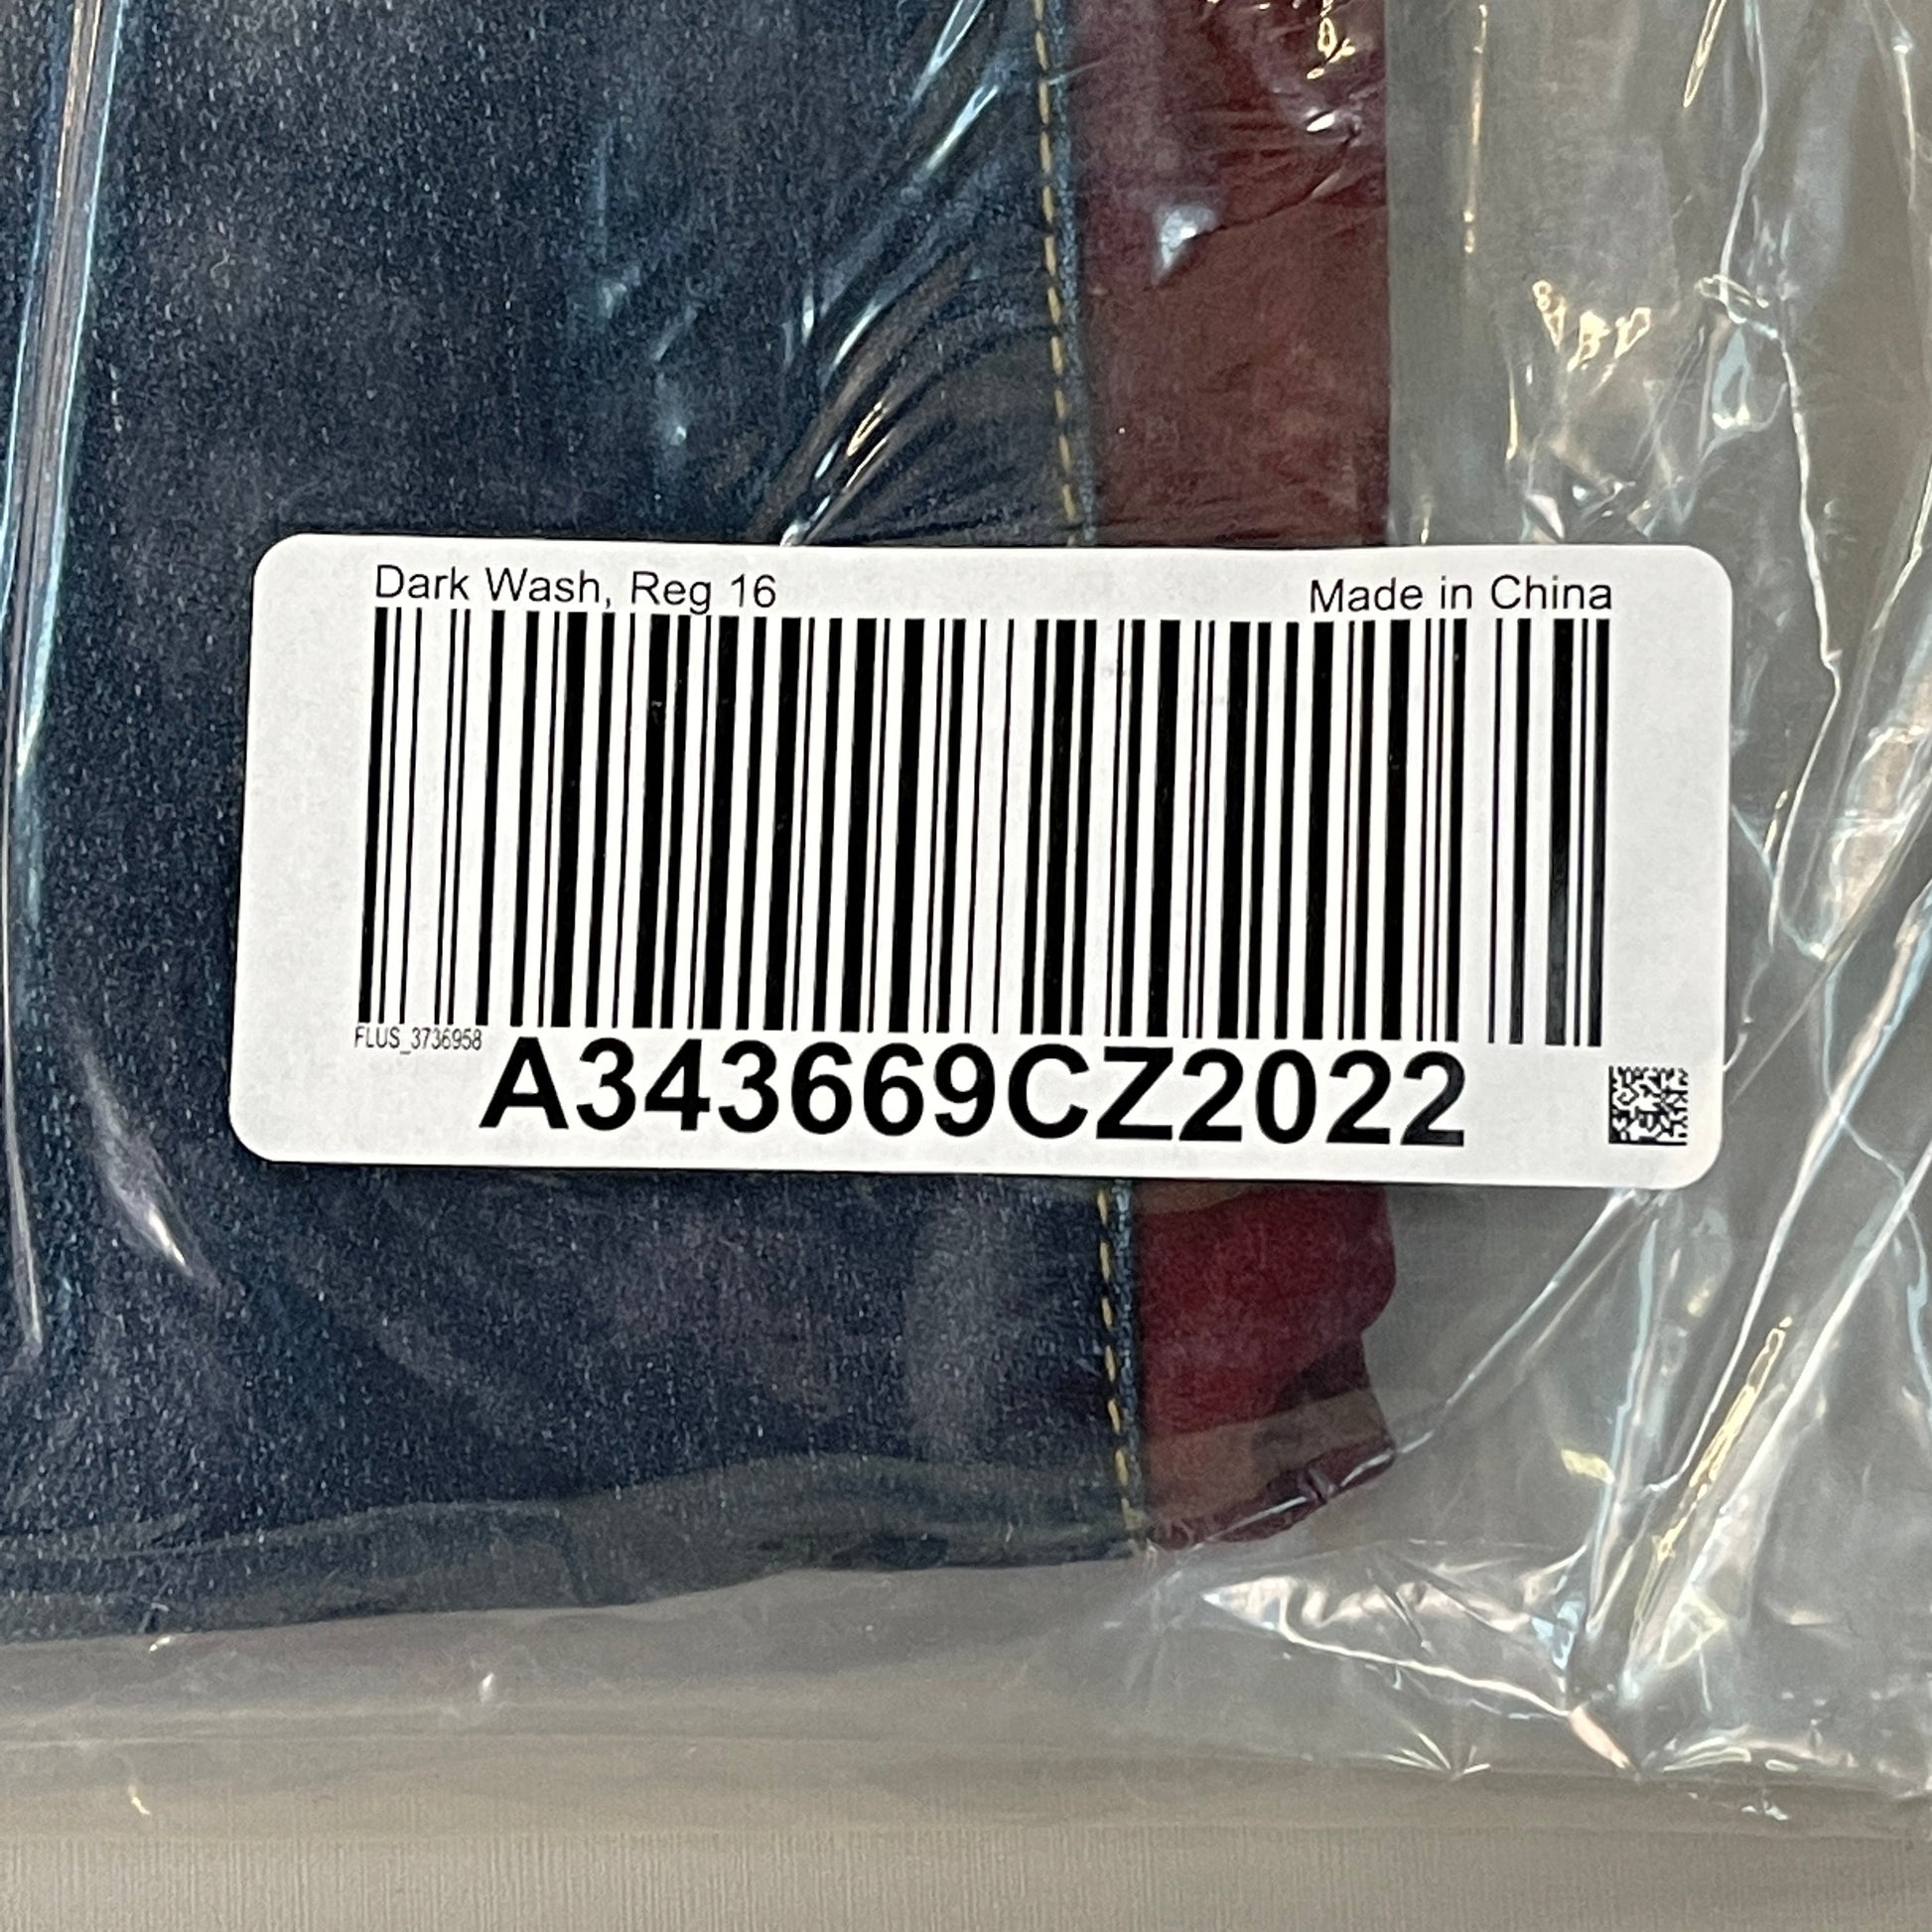 Dark Wash, Reg 16
Made in China
FLUS_3736958
A343669CZ2022